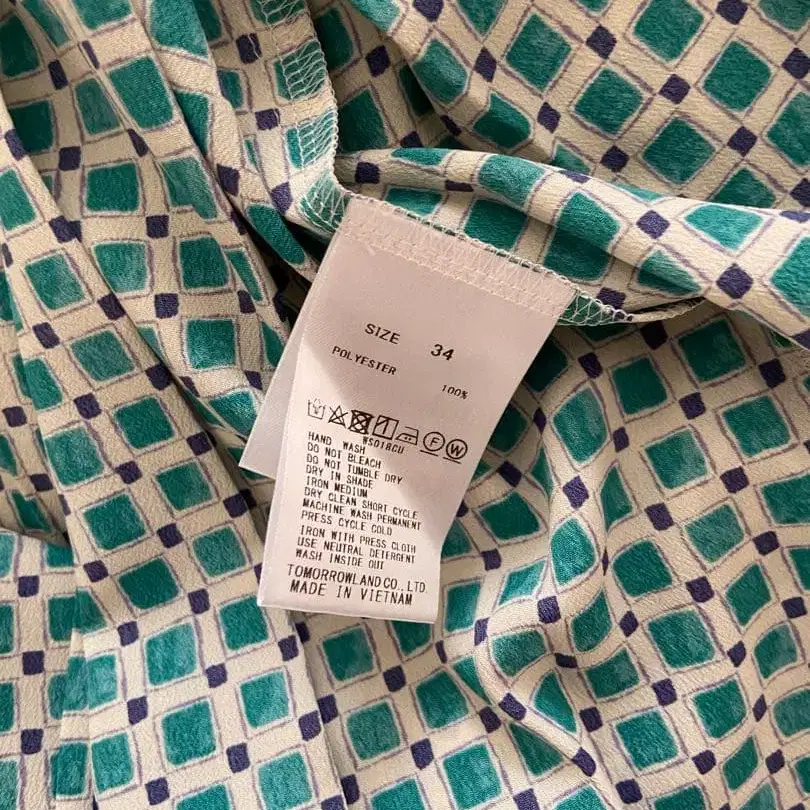 SIZE 34
POLYESTER 100%
F W
WS018CU
HAND WASH
DO NOT BLEACH
DO NOT TUMBLE DRY
DRY IN SHADE
IRON MEDIUM
DRY CLEAN SHORT CYCLE
MACHINE WASH PERMANENT
PRESS CYCLE COLD
IRON WITH PRESS CLOTH
USE NEUTRAL DETERGENT
WASH INSIDE OUT
TOMORROWLAND CO., LTD.
MADE IN VIETNAM